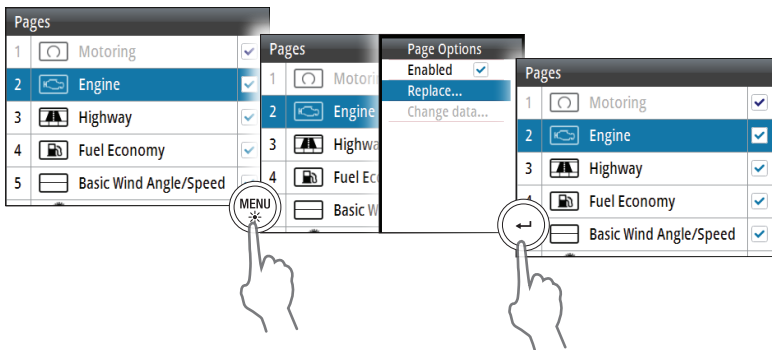 Pages
1 Motoring
2 Engine
3 Highway
4 Fuel Economy
5 Basic Wind Angle/Speed
MENU
Pages
1 Motori
2 Engine
3 Highwa
4 Fuel Ec
Basic W
Page Options
Enabled
Replace...
Change data...
Pages
1 Motoring
2 Engine
3 Highway
Fuel Economy
Basic Wind Angle/Speed